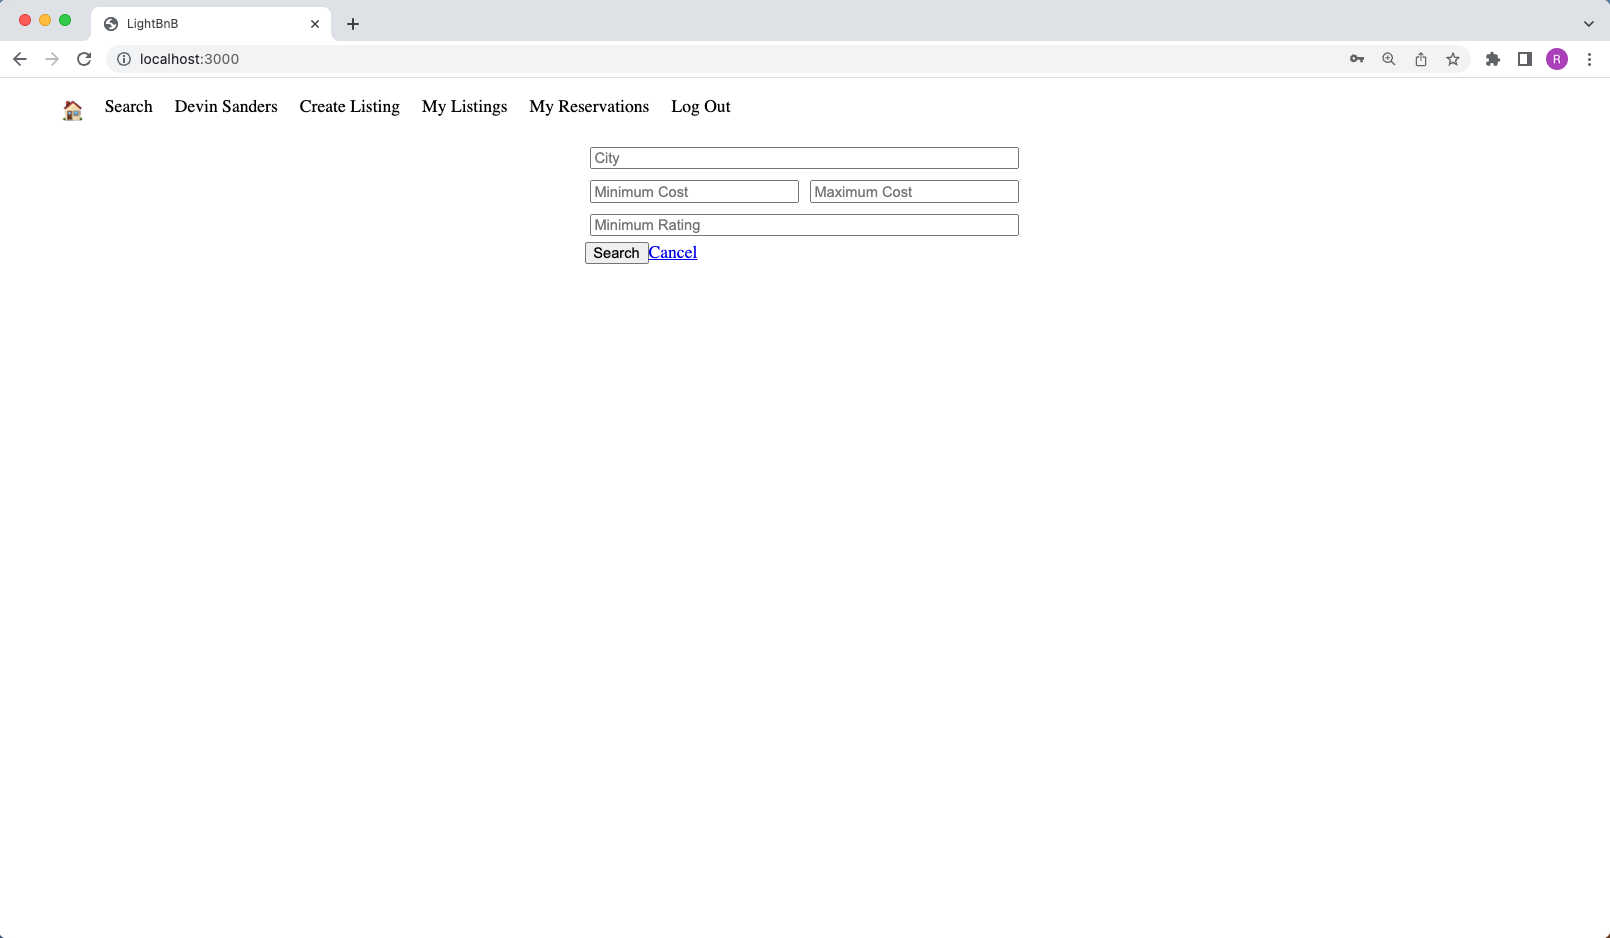 LightBnB
localhost:3000
R
Search Devin Sanders Create Listing My Listings My Reservations Log Out
City
Minimum Cost Maximum Cost
Minimum Rating
Search Cancel